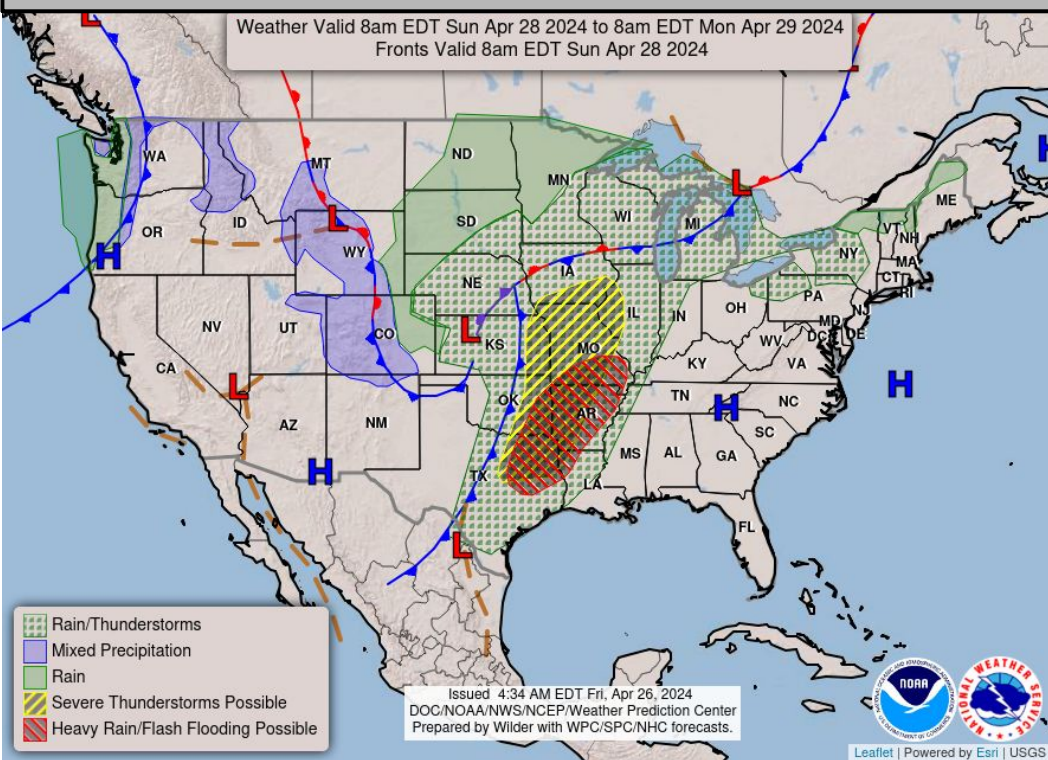 Weather Valid 8am EDT Sun Apr 28 2024 to 8am EDT Mon Apr 29 2024
Fronts Valid 8am EDT Sun Apr 28 2024
L
L
H
WA
MT
ND
MN
L
ME
OR
ID
L
WY
SD
WI
MI
VT
NH
NY
MA
CT
RI
H
NE
IA
PA
NJ
NV
UT
CO
L
KS
IL
IN
OH
MD
DE
DC
WV
VA
CA
MO
KY
L
AZ
NM
OK
AR
TN
H
NC
H
SC
H
TX
LA
MS
AL
GA
FL
L
Rain/Thunderstorms
Mixed Precipitation
Rain
Severe Thunderstorms Possible
Heavy Rain/Flash Flooding Possible
Issued 4:34 AM EDT Fri, Apr 26, 2024
DOC/NOAA/NWS/NCEP/Weather Prediction Center
Prepared by Wilder with WPC/SPC/NHC forecasts.
NOAA
NATIONAL WEATHER SERVICE
Leaflet | Powered by Esri | USGS